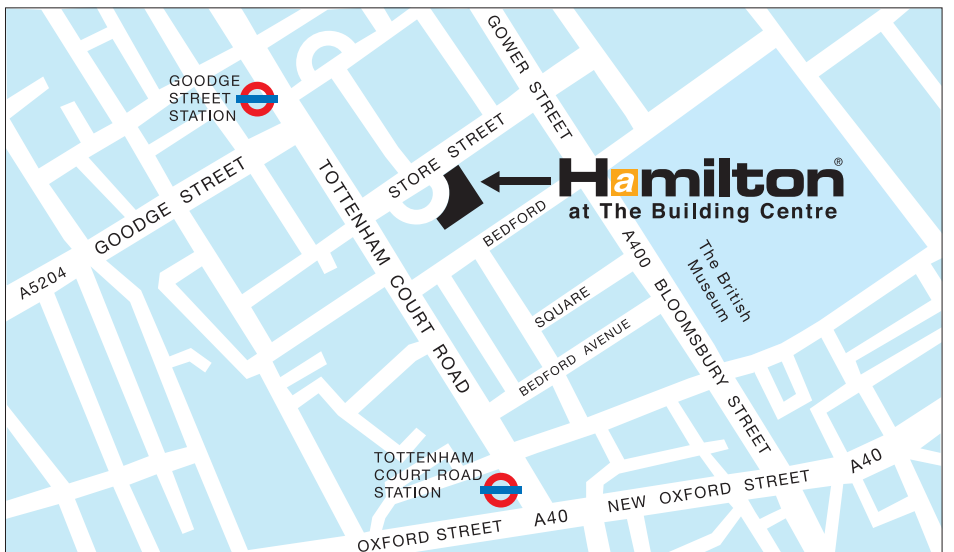 GOWER STREET
GOODGE
STREET
STATION
STORE STREET
Hamilton®
at The Building Centre
GOODGE STREET
TOTTENHAM COURT ROAD
BEDFORD
SQUARE
A5204
A400 BLOOMSBURY STREET
The British
Museum
BEDFORD AVENUE
TOTTENHAM
COURT ROAD
STATION
OXFORD STREET A40 NEW OXFORD STREET A40